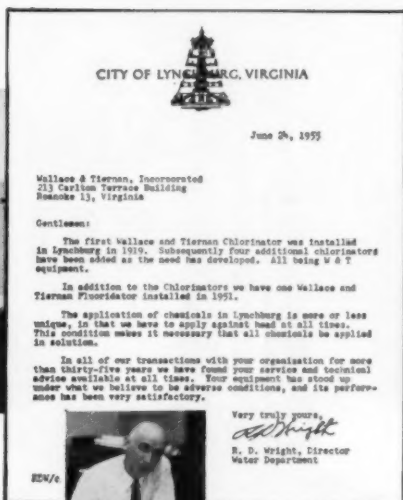 CITY OF LYNCHBURG, VIRGINIA
June 24, 1955
Wallace & Tiernan, Incorporated
213 Carlton Terrace Building
Roanoke 13, Virginia
Gentlemen:
The first Wallace and Tiernan Chlorinator was installed
in Lynchburg in 1919. Subsequently four additional chlorinators
have been added as the need has developed. All being W & T
equipment.
In addition to the Chlorinators we have one Wallace and
Tiernan Fluoridator installed in 1951.
The application of chemicals in Lynchburg is more or less
unique, in that we have to apply against head at all times.
This condition makes it necessary that all chemicals be applied
in solution.
In all of our transactions with your organization for more
than thirty-five years we have found your service and technical
advice available at all times. Your equipment has stood up
under what we believe to be adverse conditions, and its perform-
ance has been very satisfactory.
Very truly yours,
R D Wright
R. D. Wright, Director
Water Department
RDW/c